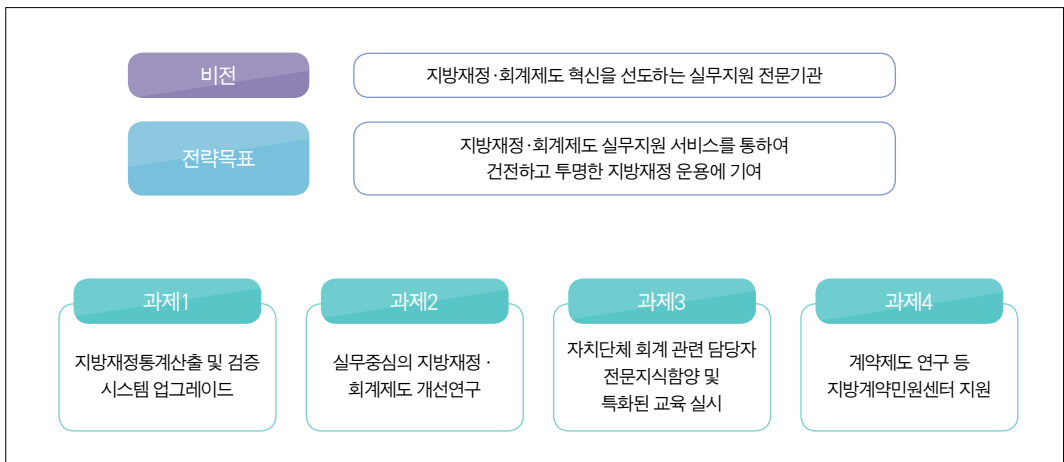 비전
지방재정·회계제도 혁신을 선도하는 실무지원 전문기관
전략목표
지방재정·회계제도 실무지원 서비스를 통하여
건전하고 투명한 지방재정 운용에 기여
과제1
지방재정통계산출 및 검증
시스템 업그레이드
과제2
실무중심의 지방재정·
회계제도 개선연구
과제3
자치단체 회계 관련 담당자
전문지식함양 및
특화된 교육 실시
과제4
계약제도 연구 등
지방계약민원센터 지원